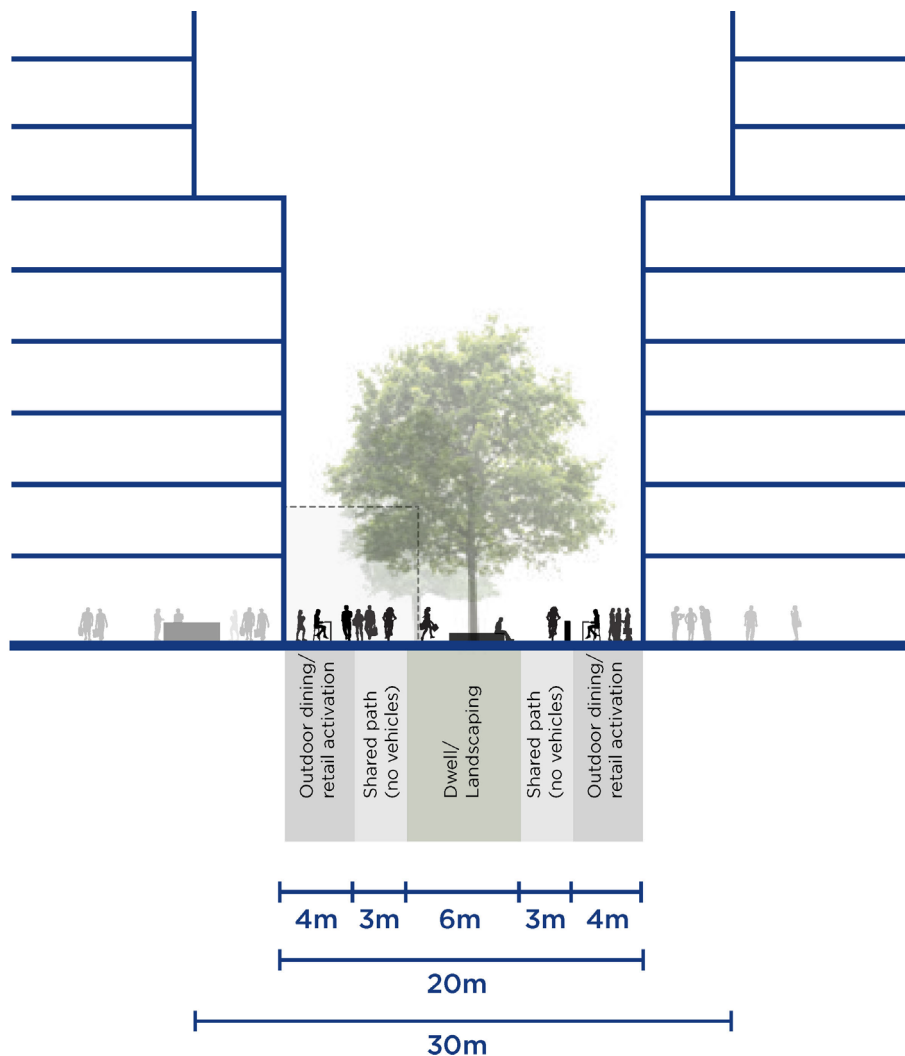 Outdoor dining/
retail activation
Shared path
(no vehicles)
Dwell/
Landscaping
Shared path
(no vehicles)
Outdoor dining/
retail activation
4m 3m 6m 3m 4m
20m
30m